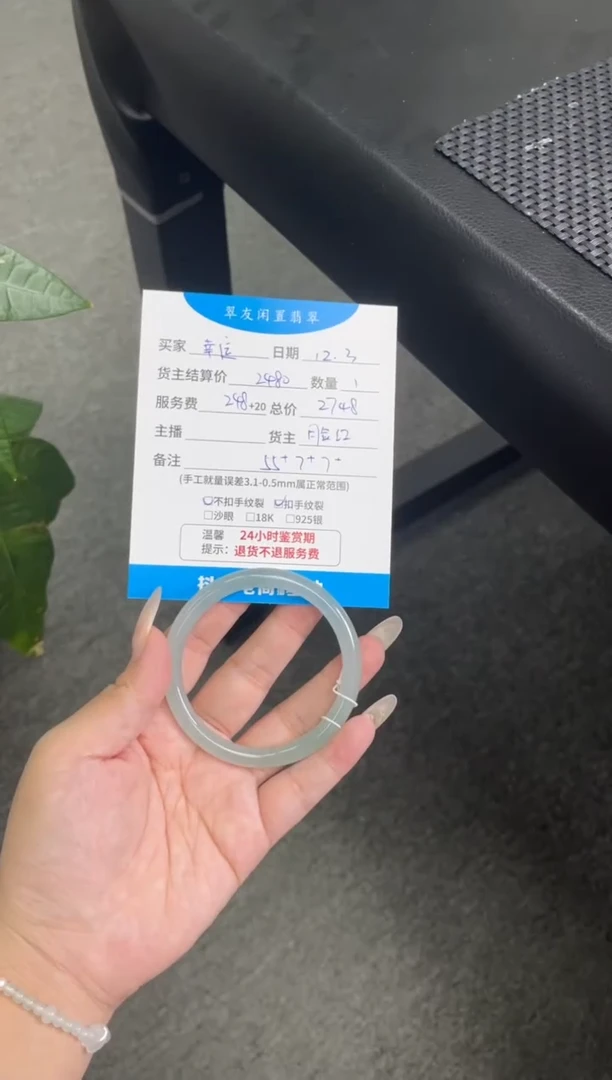 翠友闲置翡翠
买家 幸运 日期 12.3
货主结算价 2480 数量 1
服务费 248+20 总价 2748
主播 货主
备注 55+ 7+ 7+
(手工就量误差3.1-0.5mm属正常范围)
不扣手纹裂 扣手纹裂
沙眼 18K 925银
温馨 24小时鉴赏期
提示: 退货不退服务费